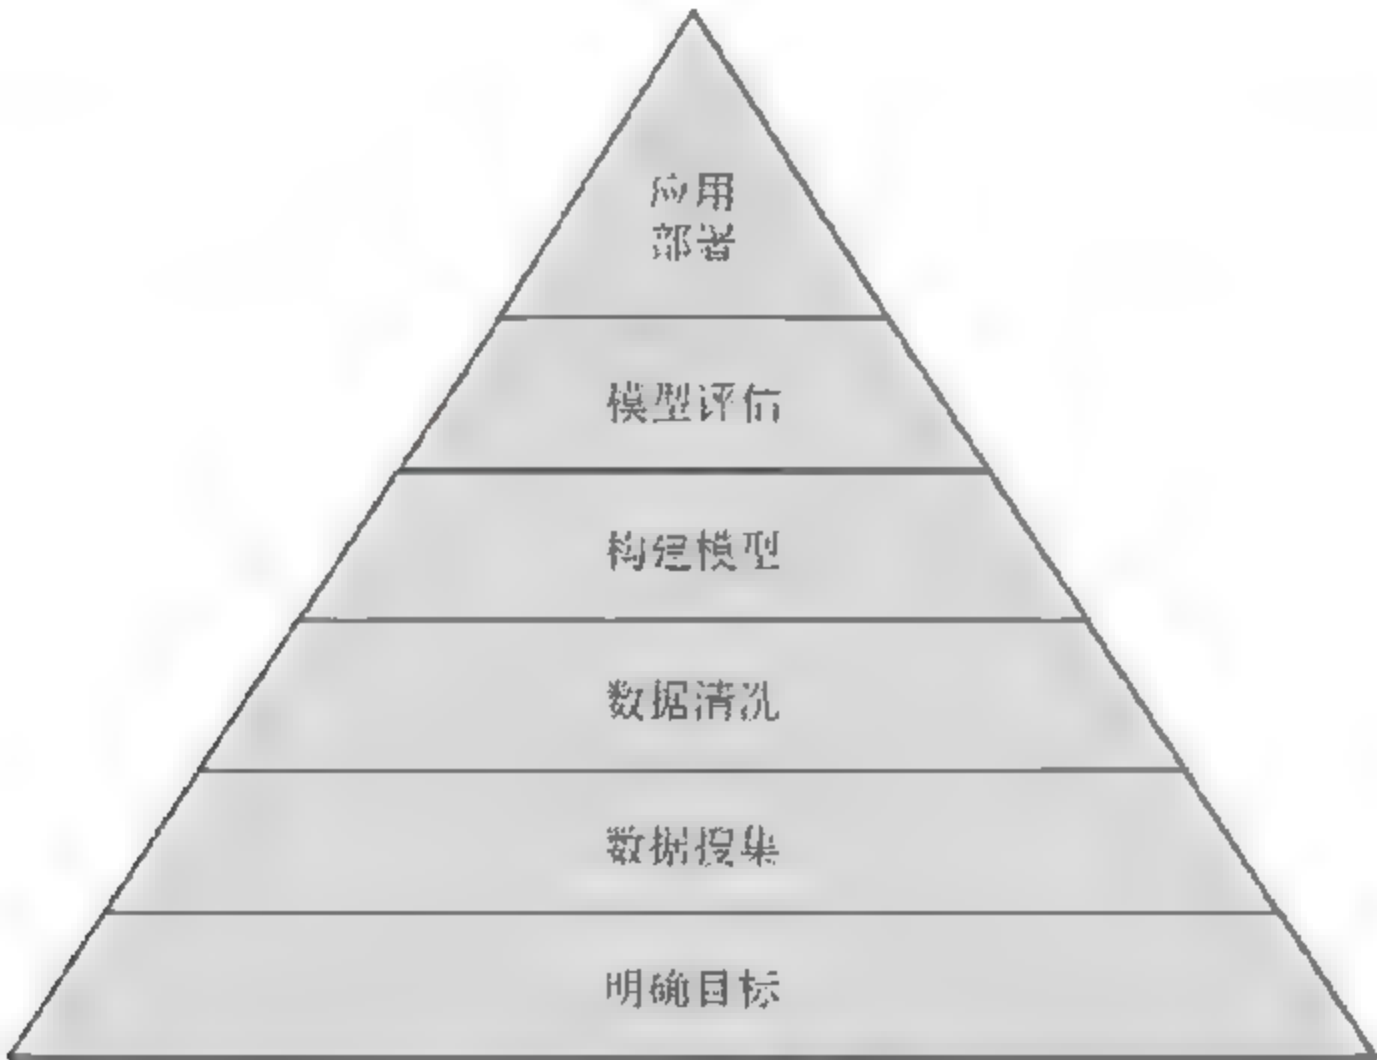 应用
部署
模型评估
构建模型
数据清洗
数据搜集
明确目标